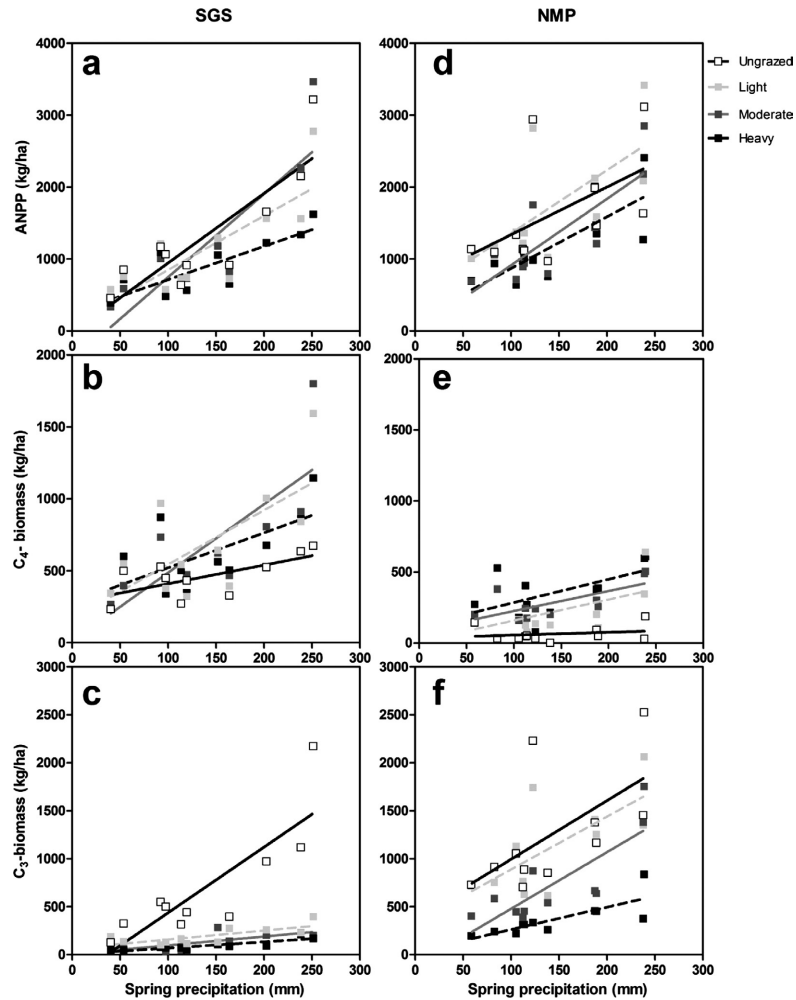 SGS
NMP
a
ANPP (kg/ha)
4000
3000
2000
1000
0
0 50 100 150 200 250 300
d
4000
3000
2000
1000
0
0 50 100 150 200 250 300
Ungrazed
Light
Moderate
Heavy
b
C4- biomass (kg/ha)
2000
1500
1000
500
0
0 50 100 150 200 250 300
e
2000
1500
1000
500
0
0 50 100 150 200 250 300
c
C3-biomass (kg/ha)
3000
2500
2000
1500
1000
500
0
0 50 100 150 200 250 300
Spring precipitation (mm)
f
3000
2500
2000
1500
1000
500
0
0 50 100 150 200 250 300
Spring precipitation (mm)